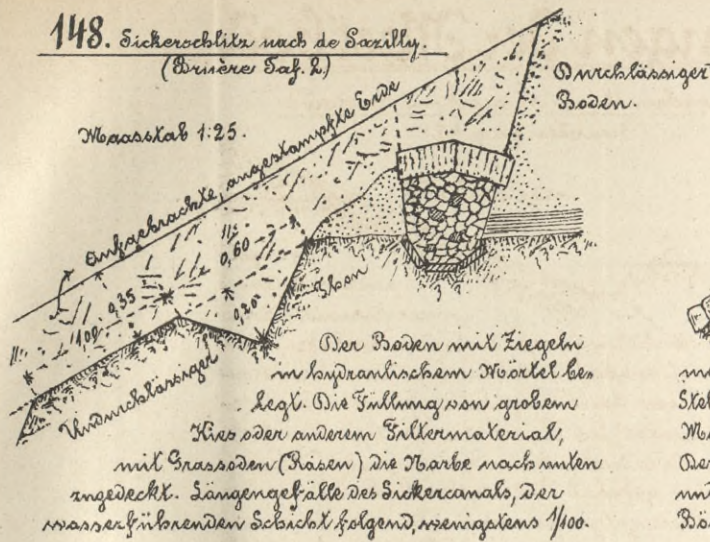 148. Sickerschlitz nach de Sazilly.
(Bruère Taf. 2.)
Maasstab 1:25.
Durchlässiger
Boden.
Aufgebrachte, angestampfte Erde
0,60
0,35
1,00
0,20
Undurchlässiger Thon
Der Boden mit Ziegeln
in hydraulischem Mörtel be=
legt. Die Füllung von grobem
Kies oder anderem Filtermaterial,
mit Grassoden (Rasen) die Narbe nach unten
zugedeckt. Längengefälle des Sickercanals, der
wasserführenden Schicht folgend, wenigstens 1/100.